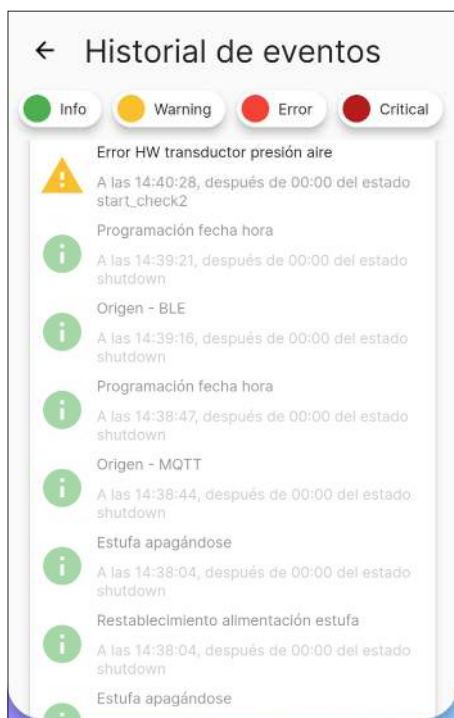 Historial de eventos
Info
Warning
Error
Critical
Error HW transductor presión aire
A las 14:40:28, después de 00:00 del estado
start_check2
Programación fecha hora
A las 14:39:21, después de 00:00 del estado
shutdown
Origen - BLE
A las 14:39:16, después de 00:00 del estado
shutdown
Programación fecha hora
A las 14:38:47, después de 00:00 del estado
shutdown
Origen - MQTT
A las 14:38:44, después de 00:00 del estado
shutdown
Estufa apagándose
A las 14:38:04, después de 00:00 del estado
shutdown
Restablecimiento alimentación estufa
A las 14:38:04, después de 00:00 del estado
shutdown
Estufa apagándose